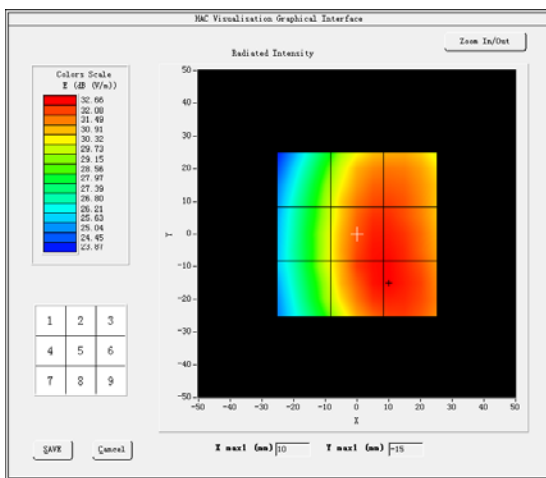 HAC Visualisation Graphical Interface
Zoom In/Out
Radiated Intensity
Colors Scale
E (dB (V/m))
32.66
32.08
31.49
30.91
30.32
29.73
29.15
28.56
27.97
27.39
26.80
26.21
25.63
25.04
24.45
23.87
50
40
30
20
10
0
-10
-20
-30
-40
-50
Y
-50 -40 -30 -20 -10 0 10 20 30 40 50
X
1 2 3
4 5 6
7 8 9
SAVE Cancel
X max1 (mm) 10 Y max1 (mm) -15